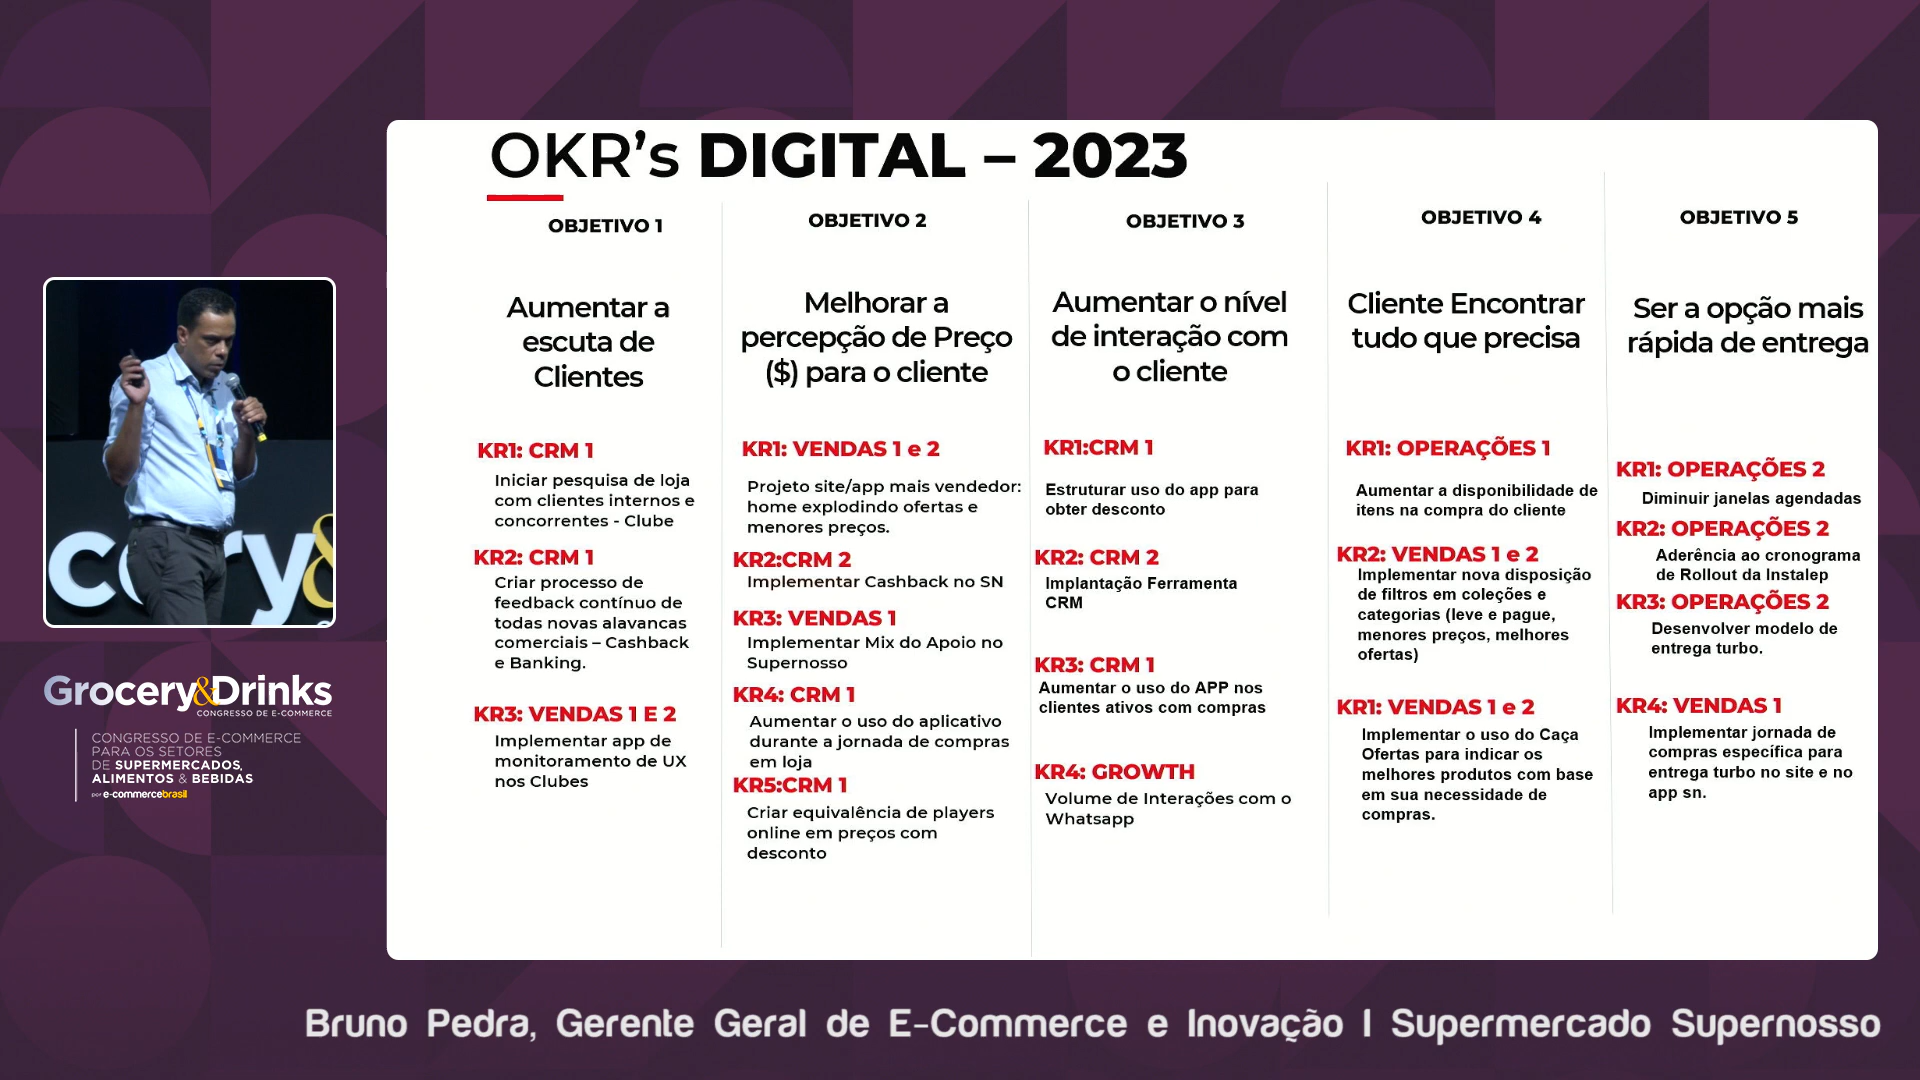 OKR's DIGITAL – 2023
OBJETIVO 1
Aumentar a
escuta de
Clientes
KR1: CRM 1
Iniciar pesquisa de loja
com clientes internos e
concorrentes - Clube
KR2: CRM 1
Criar processo de
feedback contínuo de
todas novas alavancas
comerciais – Cashback
e Banking.
KR3: VENDAS 1 E 2
Implementar app de
monitoramento de UX
nos Clubes
OBJETIVO 2
Melhorar a
percepção de Preço
($) para o cliente
KR1: VENDAS 1 e 2
Projeto site/app mais vendedor:
home explodindo ofertas e
menores preços.
KR2:CRM 2
Implementar Cashback no SN
KR3: VENDAS 1
Implementar Mix do Apoio no
Supernosso
KR4: CRM 1
Aumentar o uso do aplicativo
durante a jornada de compras
em loja
KR5:CRM 1
Criar equivalência de players
online em preços com
desconto
OBJETIVO 3
Aumentar o nível
de interação com
o cliente
KR1:CRM 1
Estruturar uso do app para
obter desconto
KR2: CRM 2
Implantação Ferramenta
CRM
KR3: CRM 1
Aumentar o uso do APP nos
clientes ativos com compras
KR4: GROWTH
Volume de Interações com o
Whatsapp
OBJETIVO 4
Cliente Encontrar
tudo que precisa
KR1: OPERAÇÕES 1
Aumentar a disponibilidade de
itens na compra do cliente
KR2: VENDAS 1 e 2
Implementar nova disposição
de filtros em coleções e
categorias (leve e pague,
menores preços, melhores
ofertas)
KR1: VENDAS 1 e 2
Implementar o uso do Caça
Ofertas para indicar os
melhores produtos com base
em sua necessidade de
compras.
OBJETIVO 5
Ser a opção mais
rápida de entrega
KR1: OPERAÇÕES 2
Diminuir janelas agendadas
KR2: OPERAÇÕES 2
Aderência ao cronograma
de Rollout da Instalep
KR3: OPERAÇÕES 2
Desenvolver modelo de
entrega turbo.
KR4: VENDAS 1
Implementar jornada de
compras específica para
entrega turbo no site e no
app sn.
cery&
Grocery&Drinks
CONGRESSO DE E-COMMERCE
CONGRESSO DE E-COMMERCE
PARA OS SETORES
DE SUPERMERCADOS,
ALIMENTOS & BEBIDAS
por e-commercebrasil
Bruno Pedra, Gerente Geral de E-Commerce e Inovação | Supermercado Supernosso